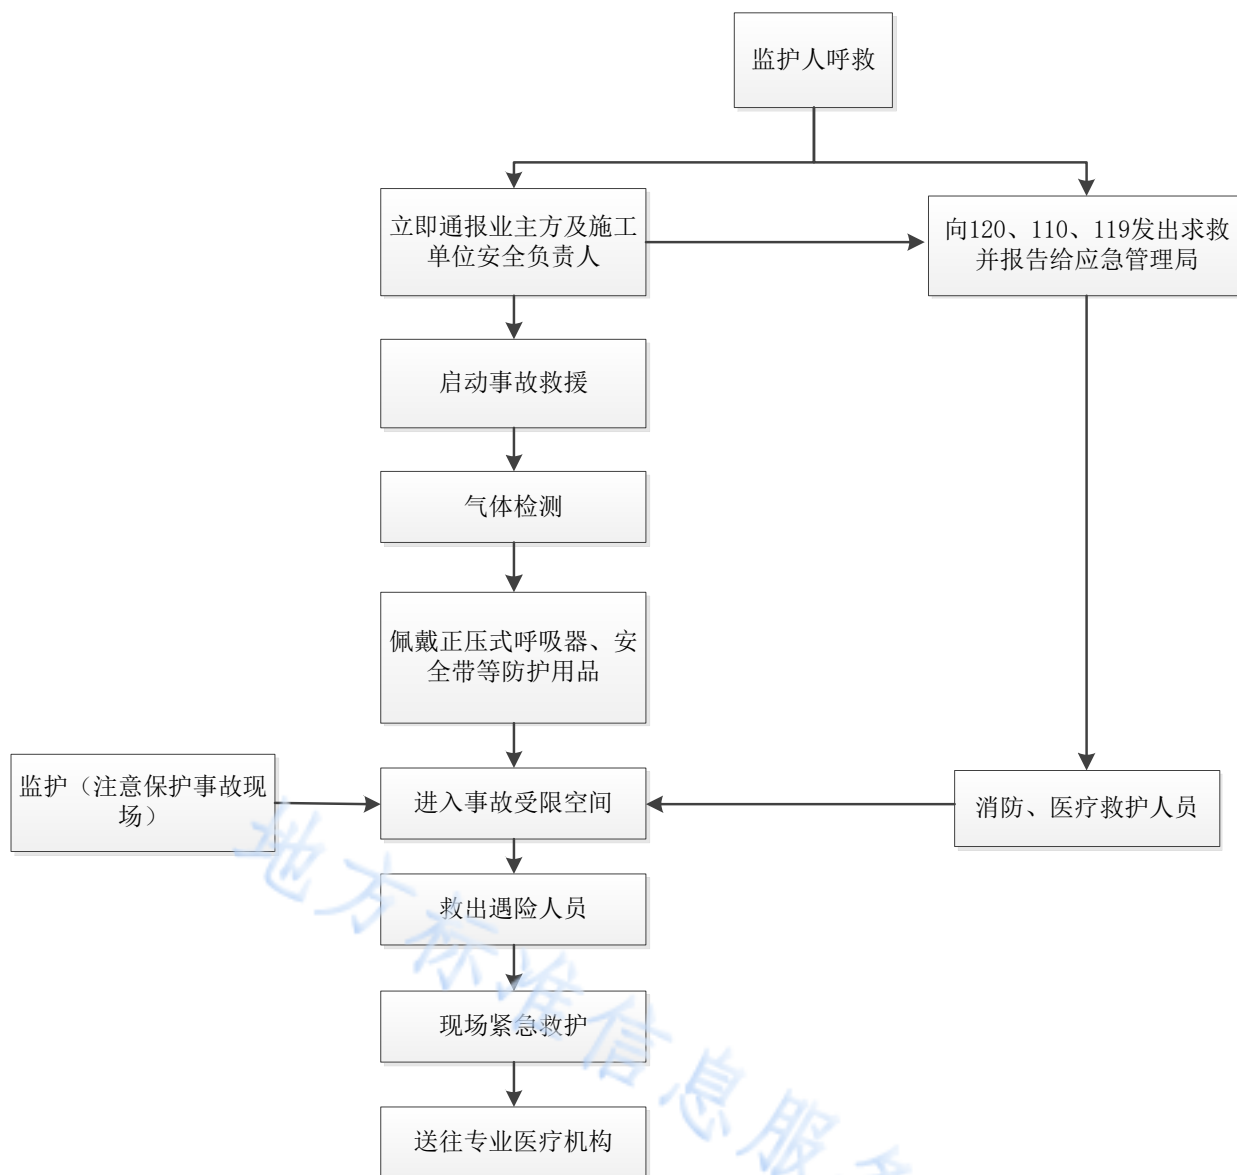 监护人呼救
立即通报业主方及施工
单位安全负责人
向120、110、119发出求救
并报告给应急管理局
启动事故救援
气体检测
佩戴正压式呼吸器、安
全带等防护用品
监护（注意保护事故现
场）
进入事故受限空间
消防、医疗救护人员
救出遇险人员
现场紧急救护
送往专业医疗机构
地方标准信息服